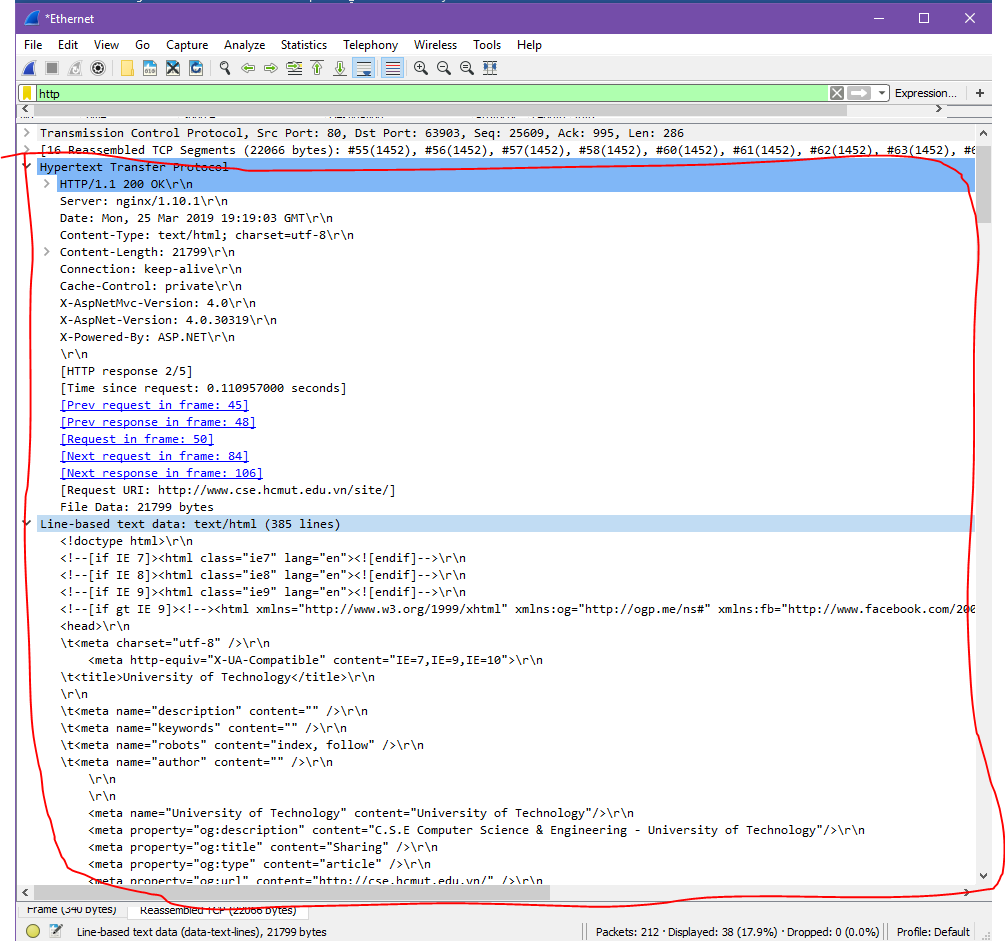 *Ethernet
File Edit View Go Capture Analyze Statistics Telephony Wireless Tools Help
http Expression... +
Transmission Control Protocol, Src Port: 80, Dst Port: 63903, Seq: 25609, Ack: 995, Len: 286
[16 Reassembled TCP Segments (22066 bytes): #55(1452), #56(1452), #57(1452), #58(1452), #60(1452), #61(1452), #62(1452), #63(1452), #6
Hypertext Transfer Protocol
HTTP/1.1 200 OK\r\n
Server: nginx/1.10.1\r\n
Date: Mon, 25 Mar 2019 19:19:03 GMT\r\n
Content-Type: text/html; charset=utf-8\r\n
Content-Length: 21799\r\n
Connection: keep-alive\r\n
Cache-Control: private\r\n
X-AspNetMvc-Version: 4.0\r\n
X-AspNet-Version: 4.0.30319\r\n
X-Powered-By: ASP.NET\r\n
\r\n
[HTTP response 2/5]
[Time since request: 0.110957000 seconds]
[Prev request in frame: 45]
[Prev response in frame: 48]
[Request in frame: 50]
[Next request in frame: 84]
[Next response in frame: 106]
[Request URI: http://www.cse.hcmut.edu.vn/site/]
File Data: 21799 bytes
Line-based text data: text/html (385 lines)
<!doctype html>\r\n
<!--[if IE 7]><html class="ie7" lang="en"><![endif]-->\r\n
<!--[if IE 8]><html class="ie8" lang="en"><![endif]-->\r\n
<!--[if IE 9]><html class="ie9" lang="en"><![endif]-->\r\n
<!--[if gt IE 9]><!--><html xmlns="http://www.w3.org/1999/xhtml" xmlns:og="http://ogp.me/ns#" xmlns:fb="http://www.facebook.com/200
<head>\r\n
\t<meta charset="utf-8" />\r\n
<meta http-equiv="X-UA-Compatible" content="IE=7,IE=9,IE=10">\r\n
\t<title>University of Technology</title>\r\n
\r\n
\t<meta name="description" content="" />\r\n
\t<meta name="keywords" content="" />\r\n
\t<meta name="robots" content="index, follow" />\r\n
\t<meta name="author" content="" />\r\n
\r\n
\r\n
<meta name="University of Technology" content="University of Technology"/>\r\n
<meta property="og:description" content="C.S.E Computer Science & Engineering - University of Technology"/>\r\n
<meta property="og:title" content="Sharing" />\r\n
<meta property="og:type" content="article" />\r\n
<meta property="og:url" content="http://cse.hcmut.edu.vn/" />\r\n
Frame (340 bytes) Reassembled TCP (22066 bytes)
Line-based text data (data-text-lines), 21799 bytes Packets: 212 · Displayed: 38 (17.9%) · Dropped: 0 (0.0%) Profile: Default